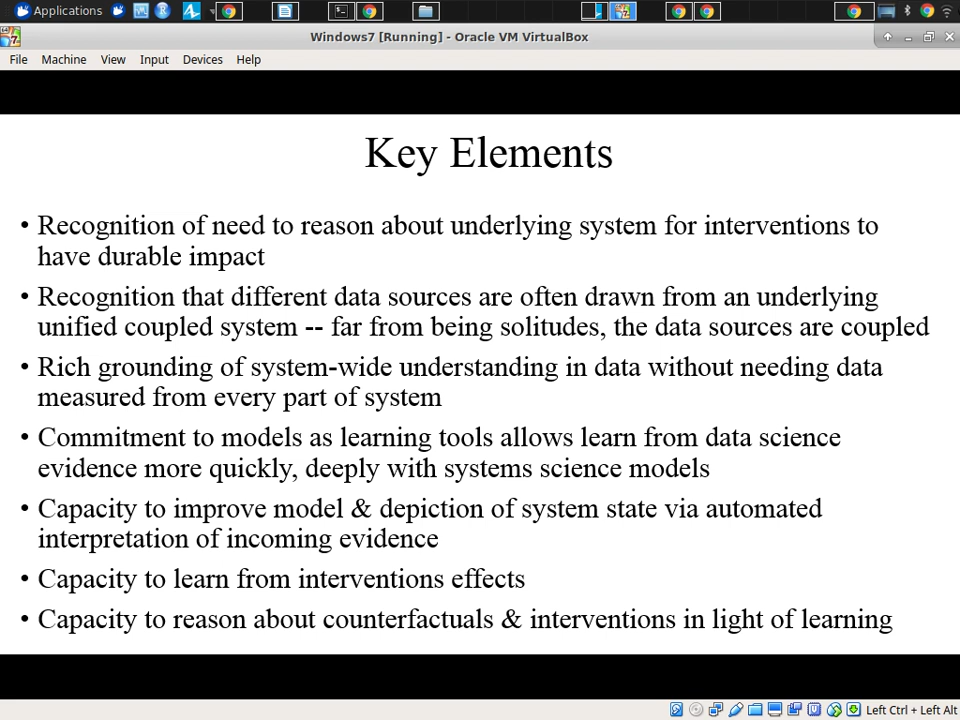 Applications
Windows7 [Running] - Oracle VM VirtualBox
File Machine View Input Devices Help
Key Elements
• Recognition of need to reason about underlying system for interventions to
have durable impact
• Recognition that different data sources are often drawn from an underlying
unified coupled system -- far from being solitudes, the data sources are coupled
• Rich grounding of system-wide understanding in data without needing data
measured from every part of system
• Commitment to models as learning tools allows learn from data science
evidence more quickly, deeply with systems science models
• Capacity to improve model & depiction of system state via automated
interpretation of incoming evidence
• Capacity to learn from interventions effects
• Capacity to reason about counterfactuals & interventions in light of learning
Left Ctrl + Left Alt